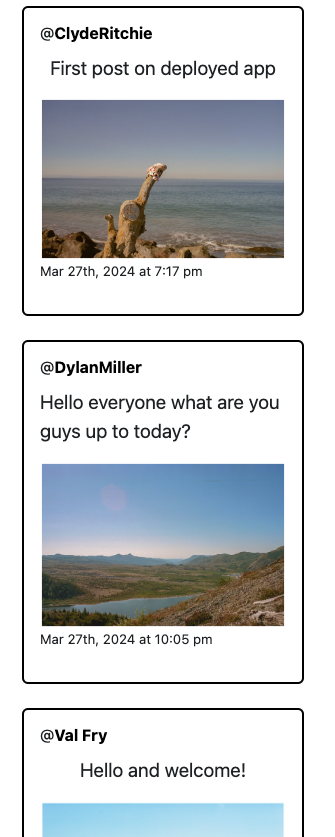 @ClydeRitchie
First post on deployed app
Mar 27th, 2024 at 7:17 pm
@DylanMiller
Hello everyone what are you
guys up to today?
Mar 27th, 2024 at 10:05 pm
@Val Fry
Hello and welcome!